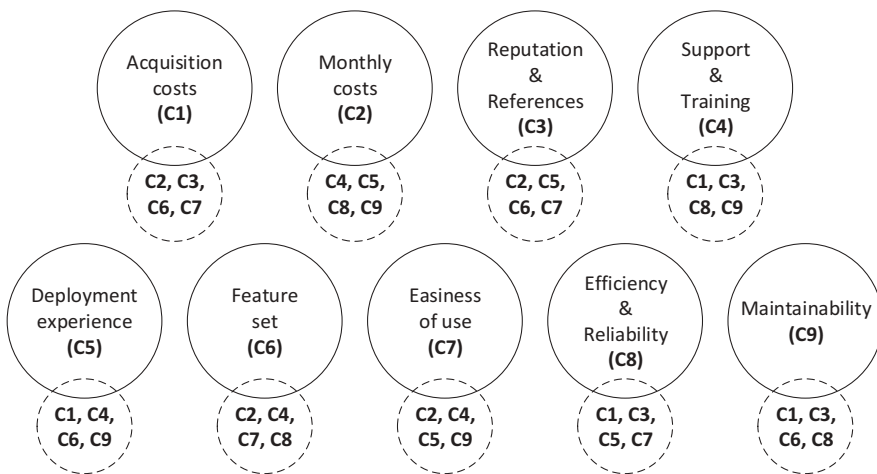 Acquisition
costs
(C1)
C2, C3,
C6, C7
Monthly
costs
(C2)
C4, C5,
C8, C9
Reputation
&
References
(C3)
C2, C5,
C6, C7
Support
&
Training
(C4)
C1, C3,
C8, C9
Deployment
experience
(C5)
C1, C4,
C6, C9
Feature
set
(C6)
C2, C4,
C7, C8
Easiness
of use
(C7)
C2, C4,
C5, C9
Efficiency
&
Reliability
(C8)
C1, C3,
C5, C7
Maintainability
(C9)
C1, C3,
C6, C8